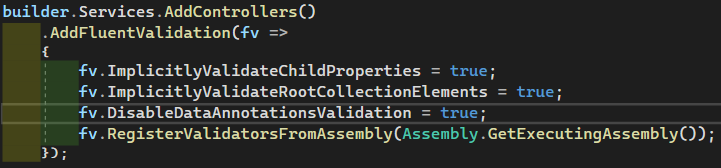 builder.Services.AddControllers()
.AddFluentValidation(fv =>
{
fv.ImplicitlyValidateChildProperties = true;
fv.ImplicitlyValidateRootCollectionElements = true;
fv.DisableDataAnnotationsValidation = true;
fv.RegisterValidatorsFromAssembly(Assembly.GetExecutingAssembly());
});